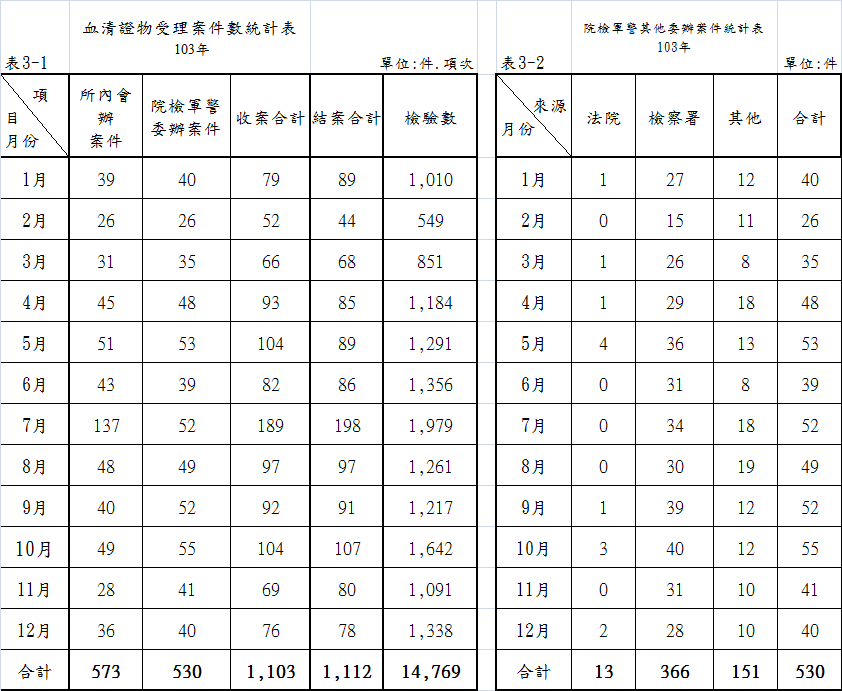 血清證物受理案件數統計表
103年
表3-1
單位:件.項次
項
目
月份
所內會
辦
案件
院檢軍警
委辦案件
收案合計
結案合計
檢驗數
1月 39 40 79 89 1,010
2月 26 26 52 44 549
3月 31 35 66 68 851
4月 45 48 93 85 1,184
5月 51 53 104 89 1,291
6月 43 39 82 86 1,356
7月 137 52 189 198 1,979
8月 48 49 97 97 1,261
9月 40 52 92 91 1,217
10月 49 55 104 107 1,642
11月 28 41 69 80 1,091
12月 36 40 76 78 1,338
合計 573 530 1,103 1,112 14,769
院檢軍警其他委辦案件統計表
103年
表3-2
單位:件
來源
月份
法院
檢察署
其他
合計
1月 1 27 12 40
2月 0 15 11 26
3月 1 26 8 35
4月 1 29 18 48
5月 4 36 13 53
6月 0 31 8 39
7月 0 34 18 52
8月 0 30 19 49
9月 1 39 12 52
10月 3 40 12 55
11月 0 31 10 41
12月 2 28 10 40
合計 13 366 151 530